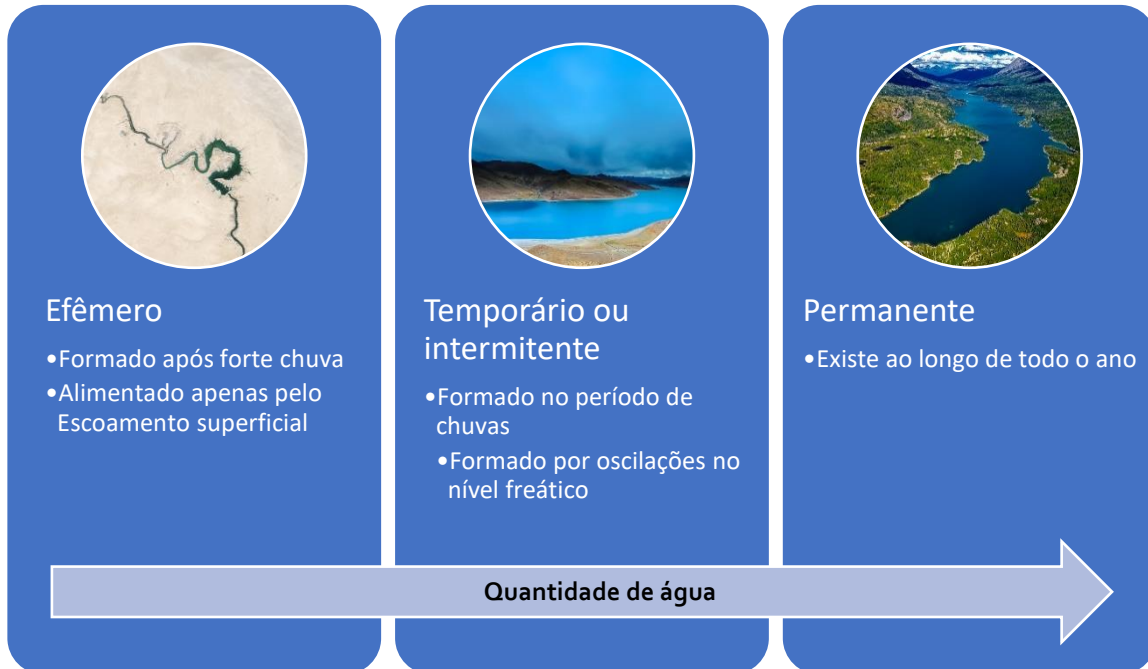 Efêmero
•Formado após forte chuva
•Alimentado apenas pelo
Escoamento superficial
Temporário ou
intermitente
•Formado no período de
chuvas
•Formado por oscilações no
nível freático
Permanente
•Existe ao longo de todo o ano
Quantidade de água